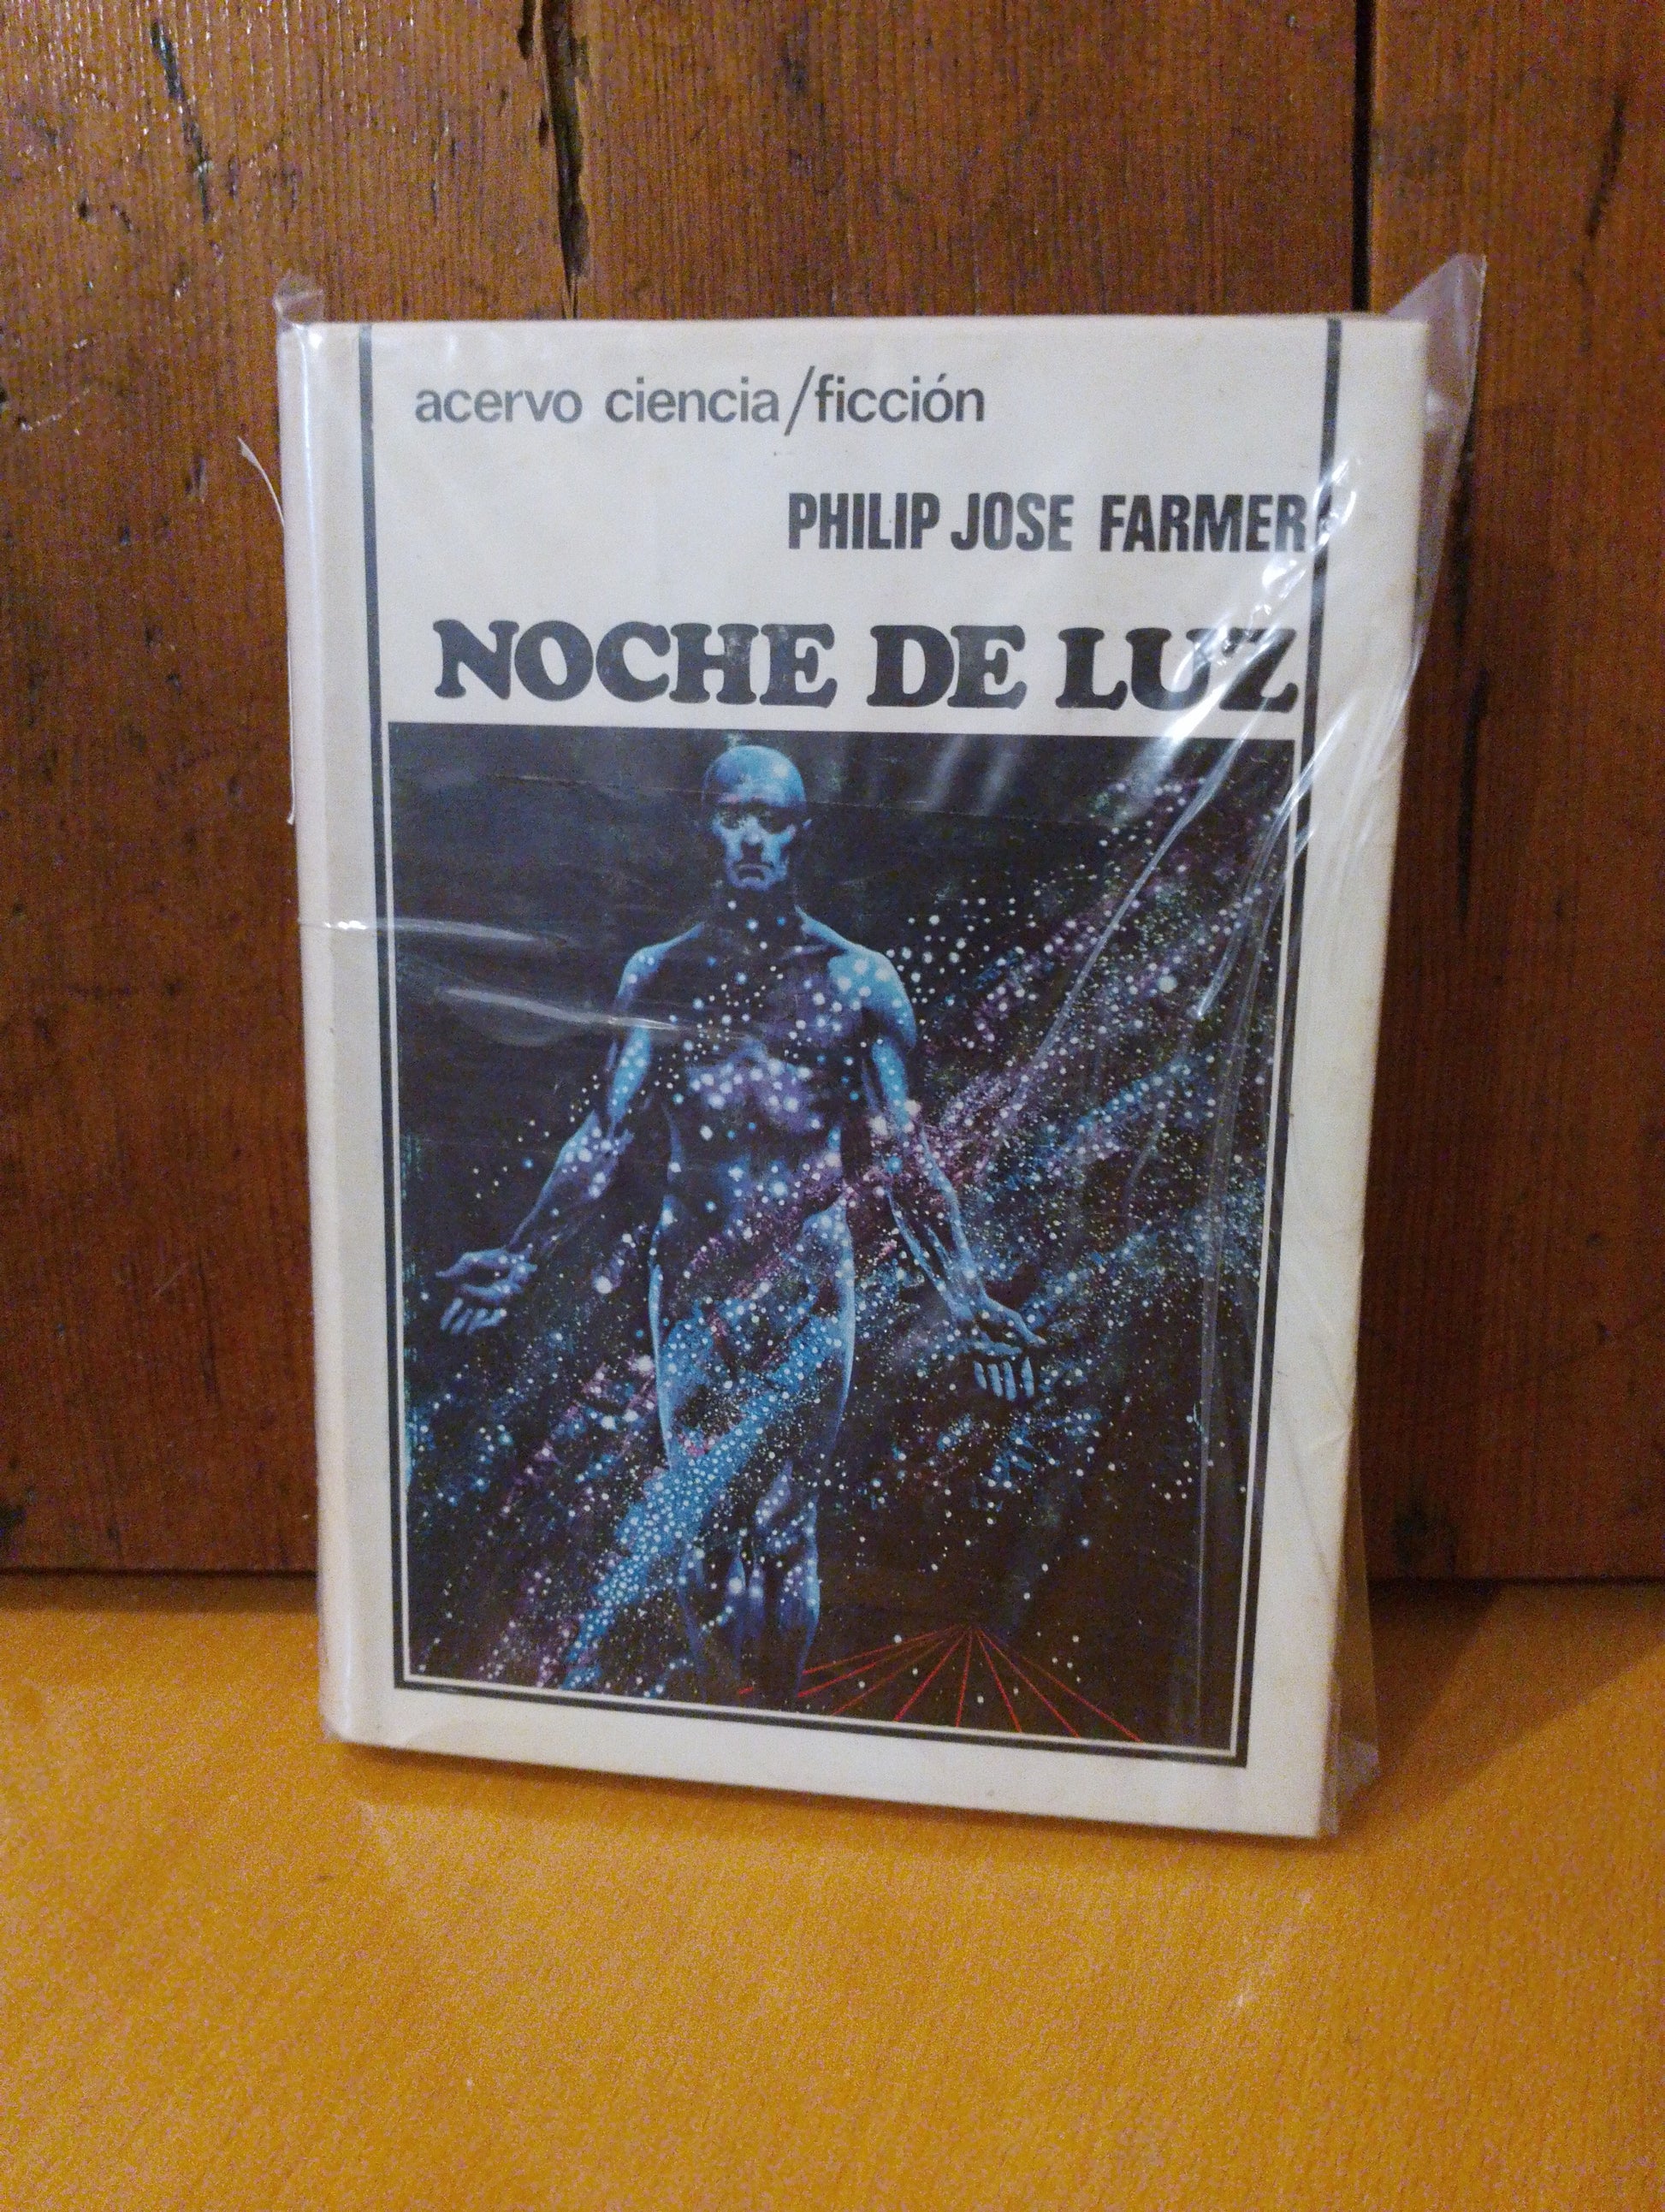 acervo ciencia/ficción
PHILIP JOSE FARMER
NOCHE DE LUZ